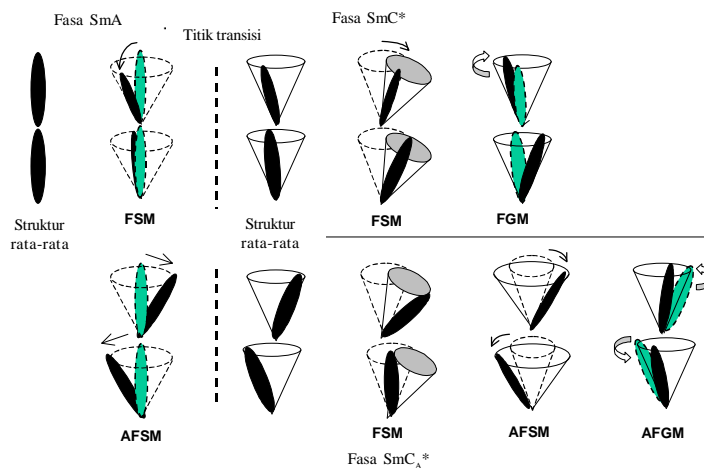 Fasa SmA
Titik transisi
Fasa SmC*
Struktur
rata-rata
FSM
Struktur
rata-rata
FSM
FGM
AFSM
FSM
AFSM
AFGM
Fasa SmC_A*